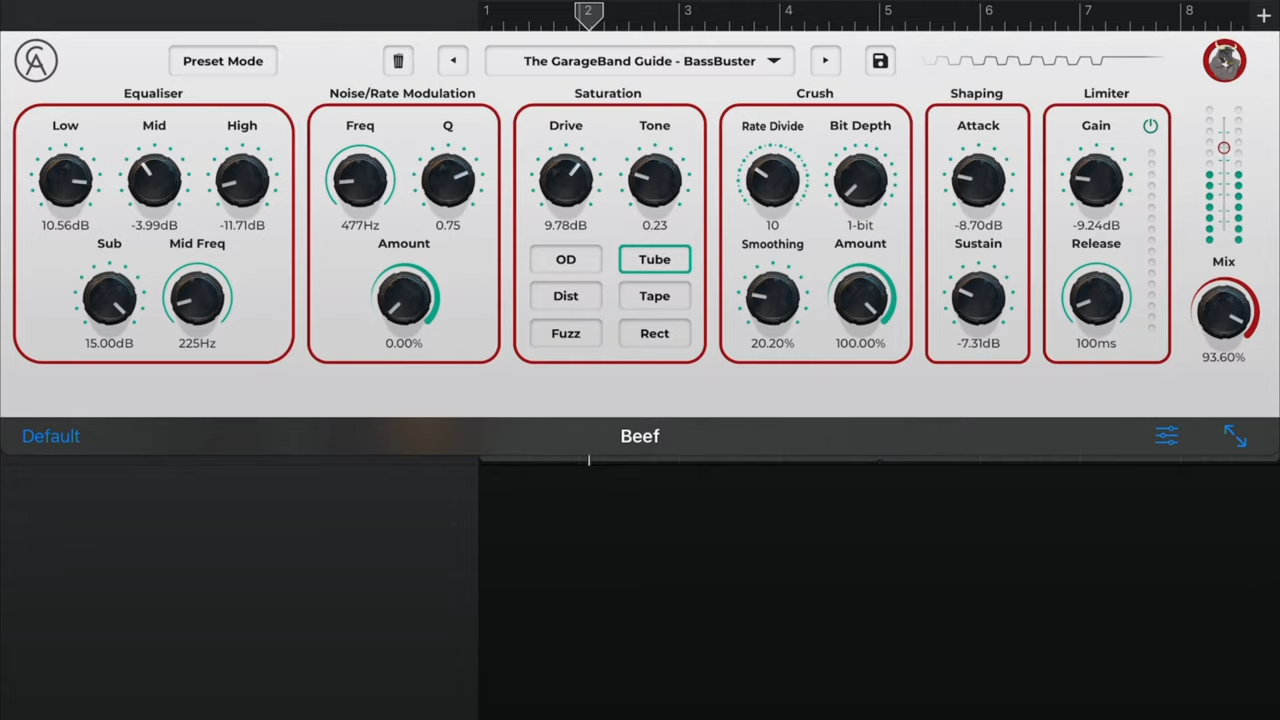 1 2 3 4 5 6 7 8 +
CA
Preset Mode
The GarageBand Guide - BassBuster
Equaliser Noise/Rate Modulation Saturation Crush Shaping Limiter
Low Mid High Freq Q Drive Tone Rate Divide Bit Depth Attack Gain
10.56dB -3.99dB -11.71dB 477Hz 0.75 9.78dB 0.23 10 1-bit -8.70dB -9.24dB
Sub Mid Freq Amount OD Tube Smoothing Amount Sustain Release Mix
Dist Tape
Fuzz Rect
15.00dB 225Hz 0.00% 20.20% 100.00% -7.31dB 100ms 93.60%
Default Beef